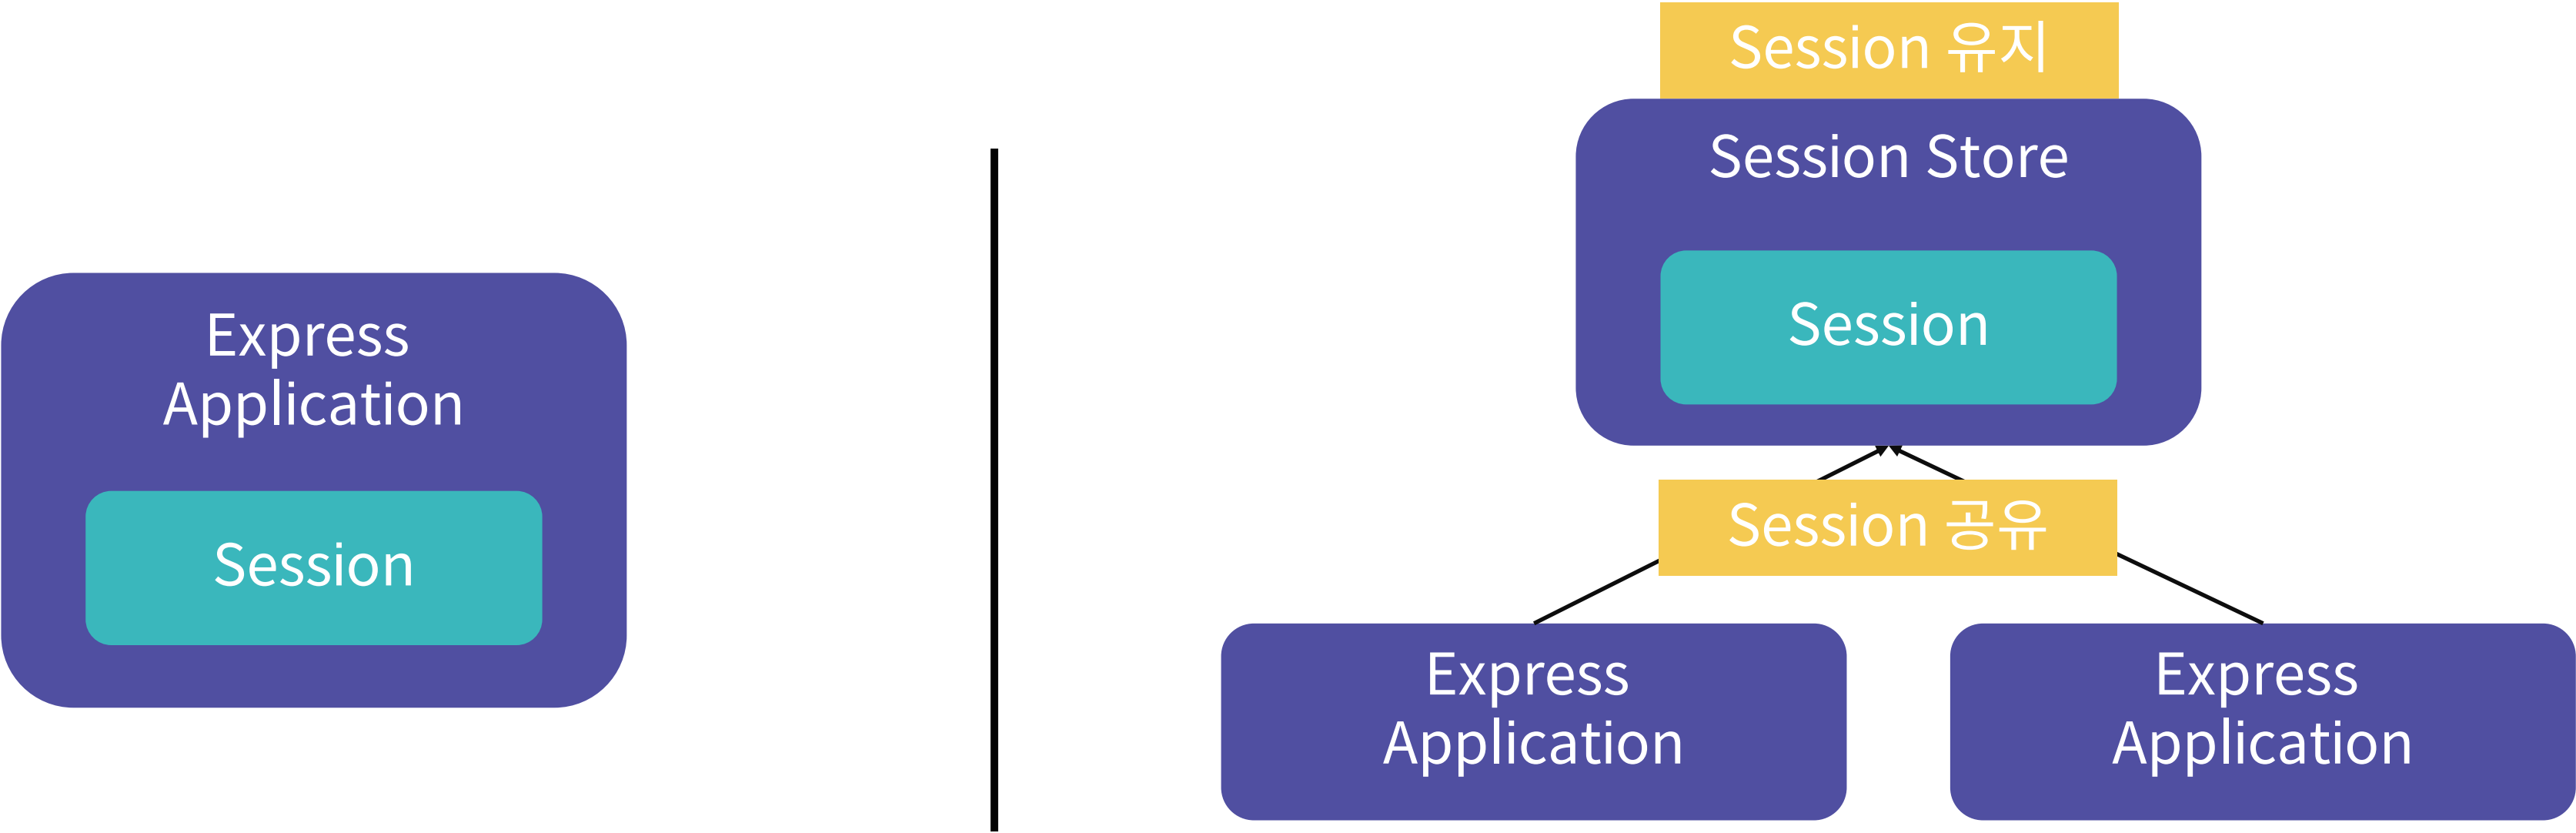 Express
Application
Session
Session 유지
Session Store
Session
Session 공유
Express
Application
Express
Application